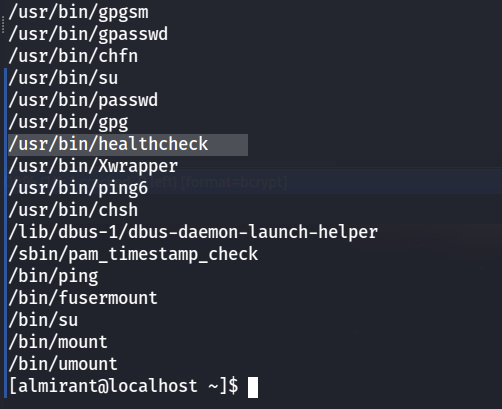 /usr/bin/gpgsm
/usr/bin/gpasswd
/usr/bin/chfn
/usr/bin/su
/usr/bin/passwd
/usr/bin/gpg
/usr/bin/healthcheck
/usr/bin/Xwrapper
/usr/bin/ping6
/usr/bin/chsh
/lib/dbus-1/dbus-daemon-launch-helper
/sbin/pam_timestamp_check
/bin/ping
/bin/fusermount
/bin/su
/bin/mount
/bin/umount
[almirant@localhost ~]$